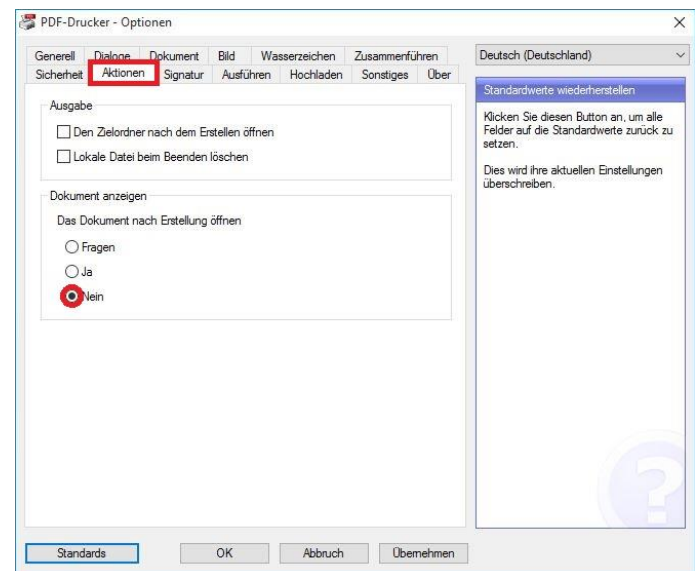 PDF-Drucker - Optionen
Generell Dialoge Dokument Bild Wasserzeichen Zusammenführen
Sicherheit Aktionen Signatur Ausführen Hochladen Sonstiges Über
Ausgabe
Den Zielordner nach dem Erstellen öffnen
Lokale Datei beim Beenden löschen
Dokument anzeigen
Das Dokument nach Erstellung öffnen
Fragen
Ja
Nein
Deutsch (Deutschland)
Standardwerte wiederherstellen
Klicken Sie diesen Button an, um alle
Felder auf die Standardwerte zurück zu
setzen.
Dies wird ihre aktuellen Einstellungen
überschreiben.
Standards OK Abbruch Übernehmen